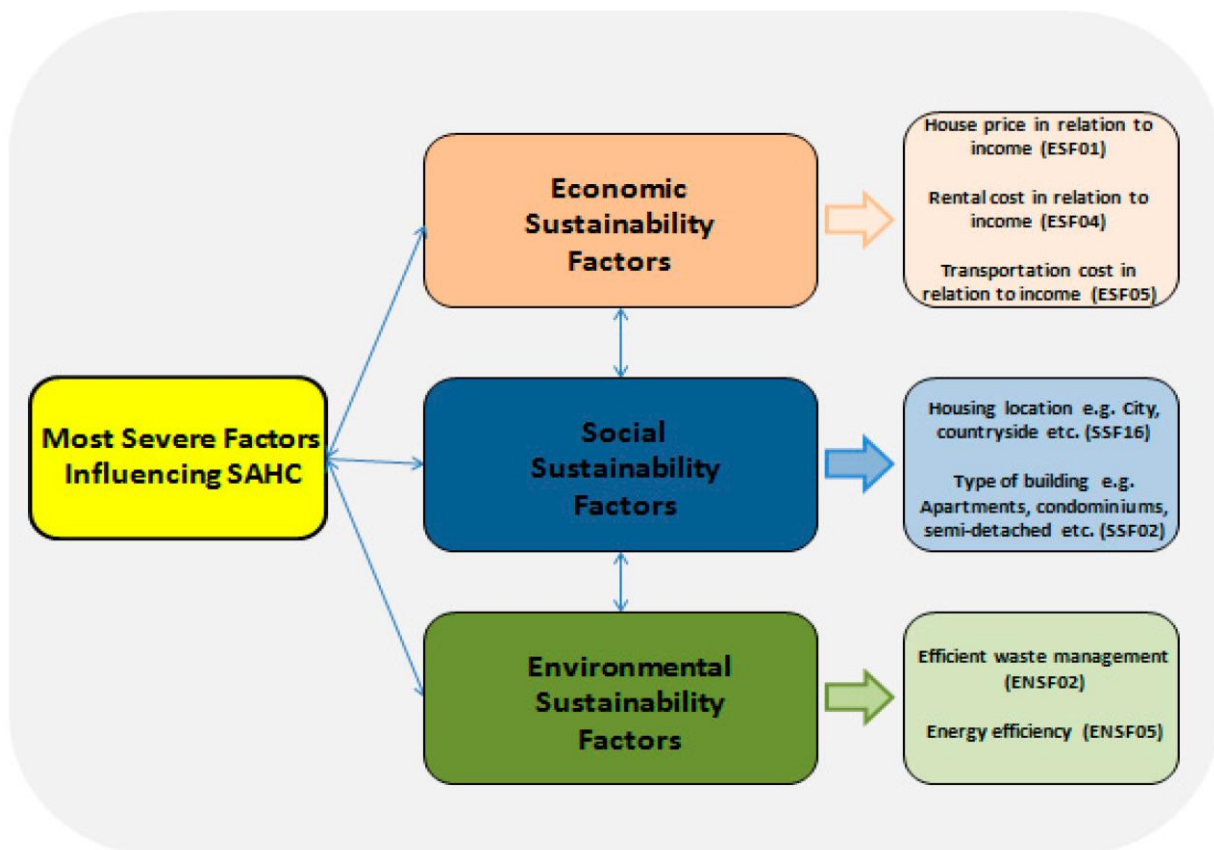 Most Severe Factors
Influencing SAHC
Economic
Sustainability
Factors
House price in relation to
income (ESF01)
Rental cost in relation to
income (ESF04)
Transportation cost in
relation to income (ESF05)
Social
Sustainability
Factors
Housing location e.g. City,
countryside etc. (SSF16)
Type of building e.g.
Apartments, condominiums,
semi-detached etc. (SSF02)
Environmental
Sustainability
Factors
Efficient waste management
(ENSF02)
Energy efficiency (ENSF05)